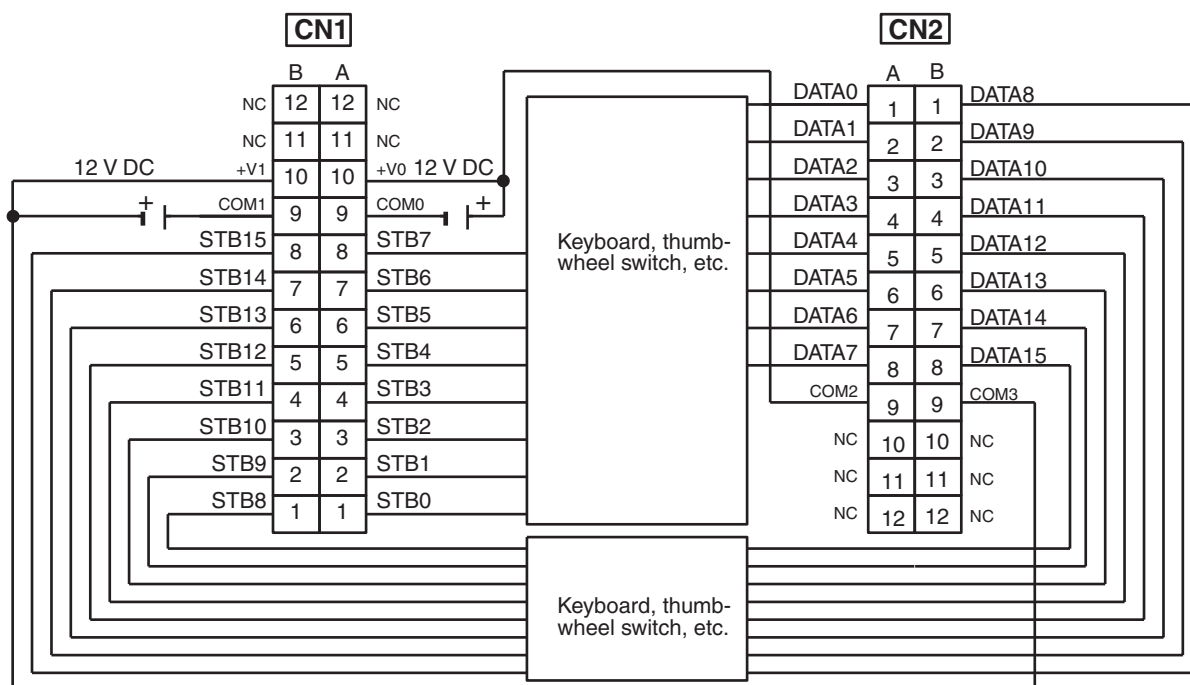 CN1 CN2
B A A B
NC 12 12 NC DATA0 1 1 DATA8
NC 11 11 NC DATA1 2 2 DATA9
12 V DC +V1 10 10 +V0 12 V DC DATA2 3 3 DATA10
+ COM1 9 9 COM0 + DATA3 4 4 DATA11
STB15 8 8 STB7 Keyboard, thumb- DATA4 5 5 DATA12
wheel switch, etc.
STB14 7 7 STB6 DATA5 6 6 DATA13
STB13 6 6 STB5 DATA6 7 7 DATA14
STB12 5 5 STB4 DATA7 8 8 DATA15
STB11 4 4 STB3 COM2 9 9 COM3
STB10 3 3 STB2 NC 10 10 NC
STB9 2 2 STB1 NC 11 11 NC
STB8 1 1 STB0 NC 12 12 NC
Keyboard, thumb-
wheel switch, etc.